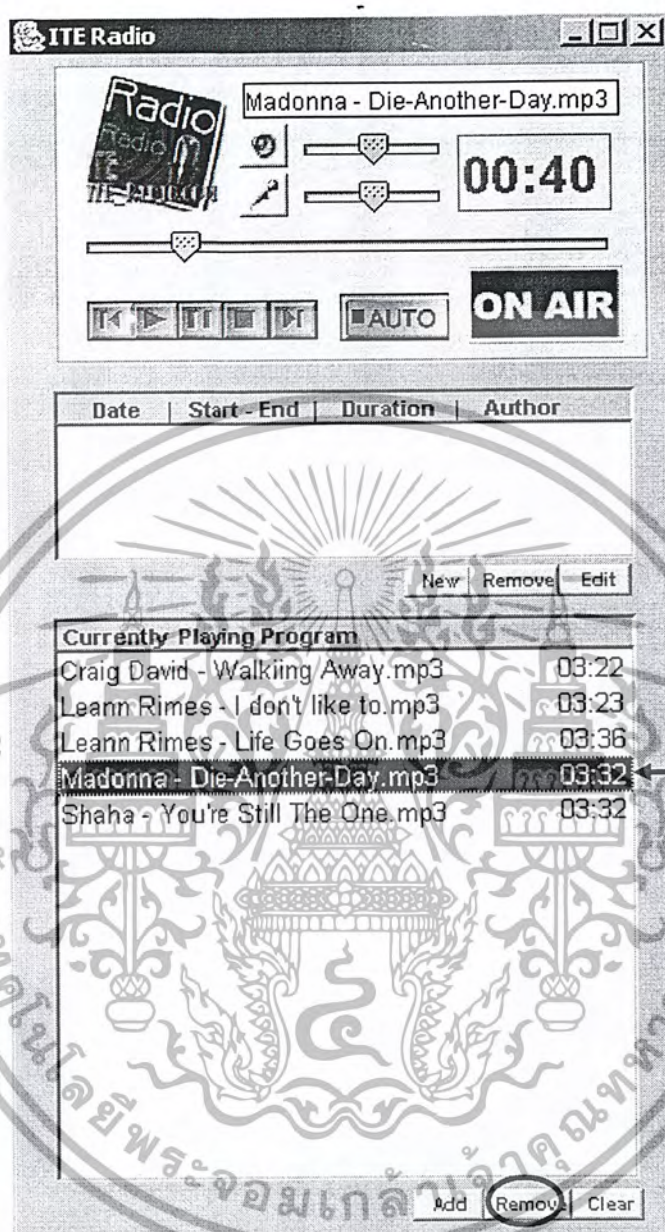 ITE Radio
Radio
Radio
ITE
Madonna - Die-Another-Day.mp3
00:40
AUTO
ON AIR
Date | Start - End | Duration | Author
New Remove Edit
Currently Playing Program
Craig David - Walkiing Away.mp3 03:22
Leann Rimes - I don't like to.mp3 03:23
Leann Rimes - Life Goes On.mp3 03:36
Madonna - Die-Another-Day.mp3 03:32
Shaha - You're Still The One.mp3 03:32
Add Remove Clear